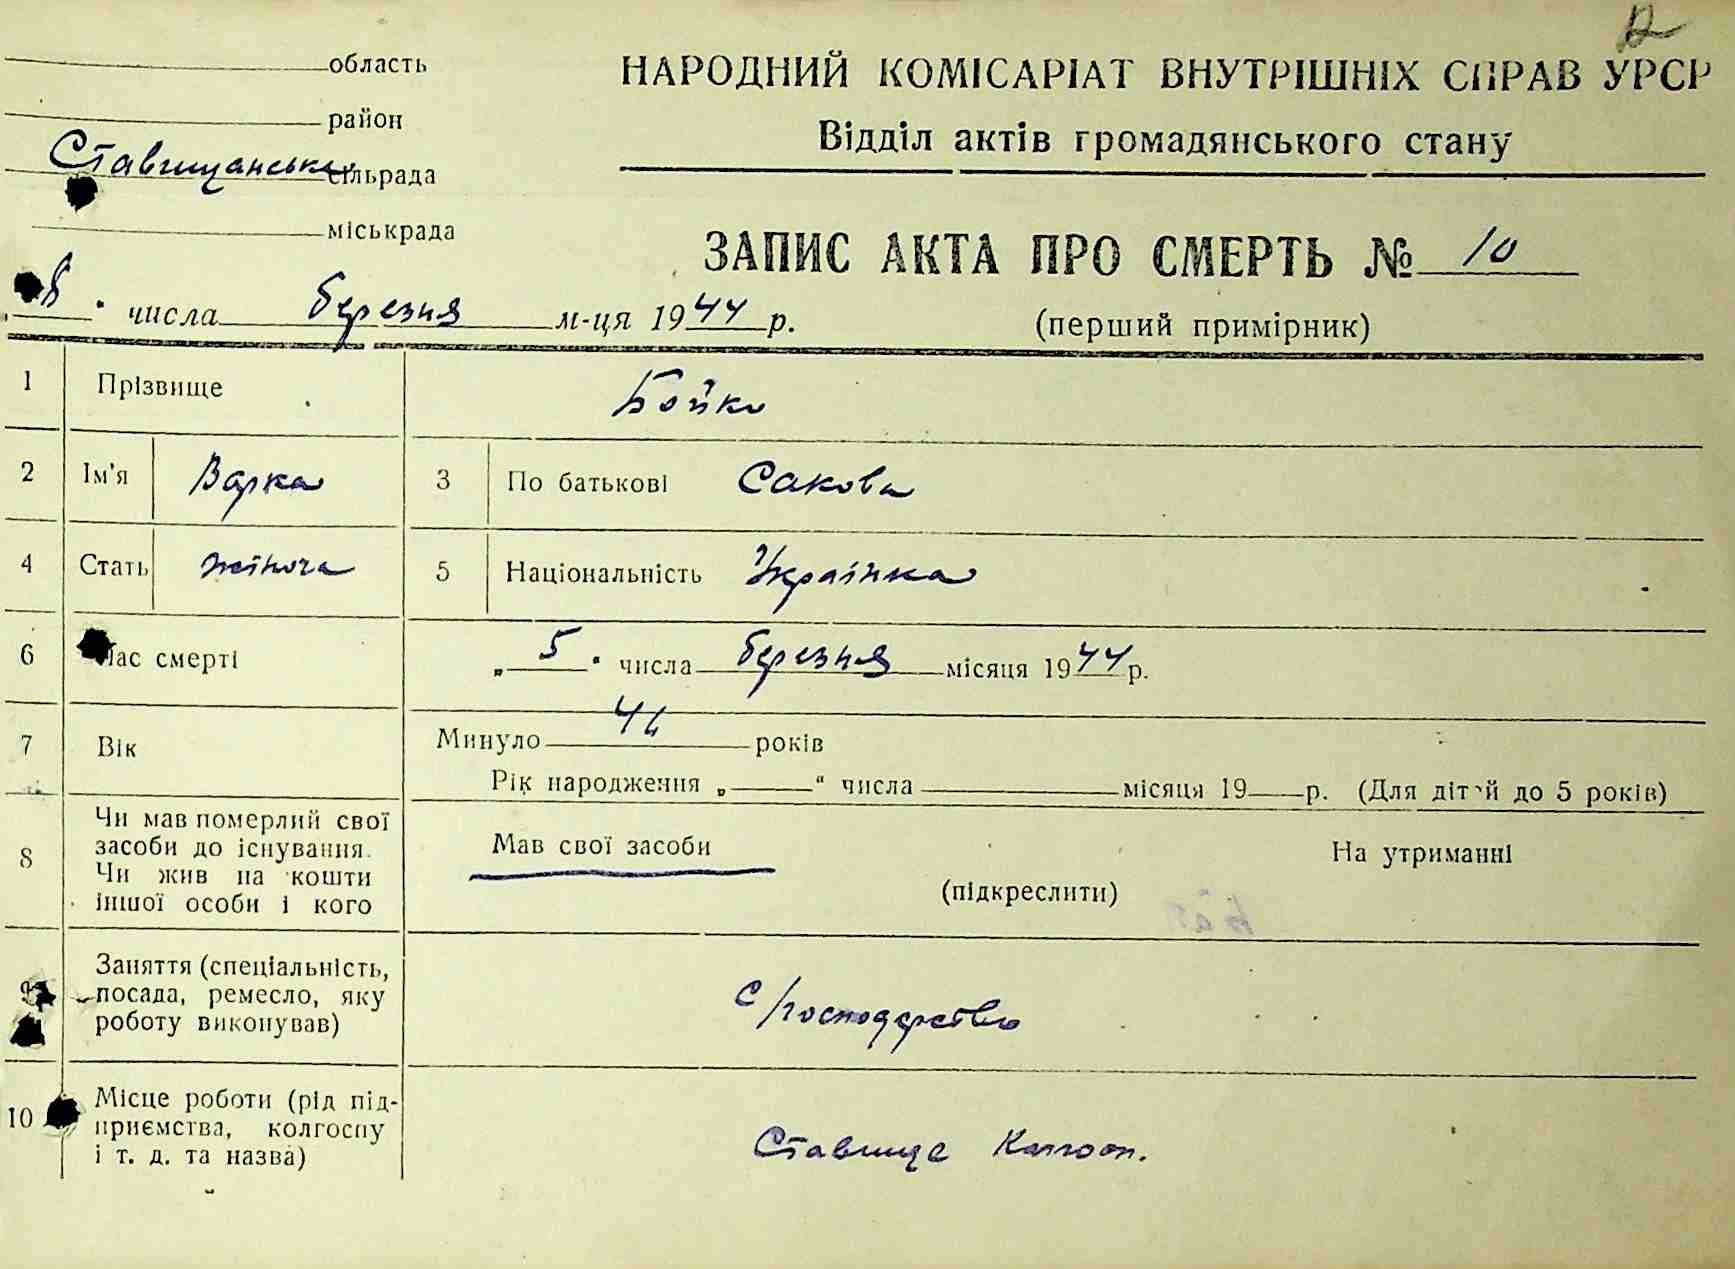 область
НАРОДНИЙ КОМІСАРІАТ ВНУТРІШНІХ СПРАВ УРСР
район
Відділ актів громадянського стану
Ставищанська сільрада
міськрада
ЗАПИС АКТА ПРО СМЕРТЬ № 10
8 " числа березня м-ця 1944 р.
(перший примірник)
1 Прізвище Бойко
2 Ім'я Варка 3 По батькові Сакова
4 Стать жіноча 5 Національність Українка
6 Час смерті „ 5 " числа березня місяця 1944 р.
7 Вік Минуло років
Рік народження „ " числа місяця 19 р. (Для дітей до 5 років)
8 Чи мав померлий свої
засоби до існування.
Чи жив на кошти
іншої особи і кого
Мав свої засоби На утриманні
(підкреслити)
9 Заняття (спеціальність,
посада, ремесло, яку
роботу виконував)
с/господарство
10 Місце роботи (рід під-
приємства, колгоспу
і т. д. та назва)
Ставище Колгосп.